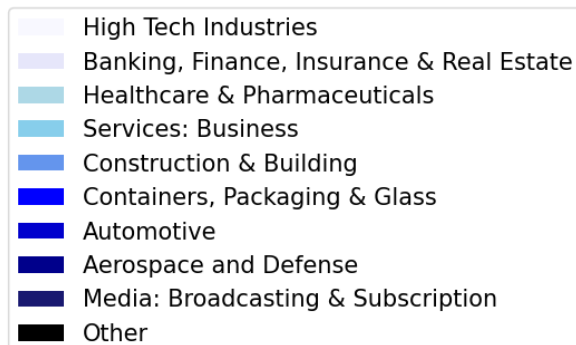 High Tech Industries
Banking, Finance, Insurance & Real Estate
Healthcare & Pharmaceuticals
Services: Business
Construction & Building
Containers, Packaging & Glass
Automotive
Aerospace and Defense
Media: Broadcasting & Subscription
Other